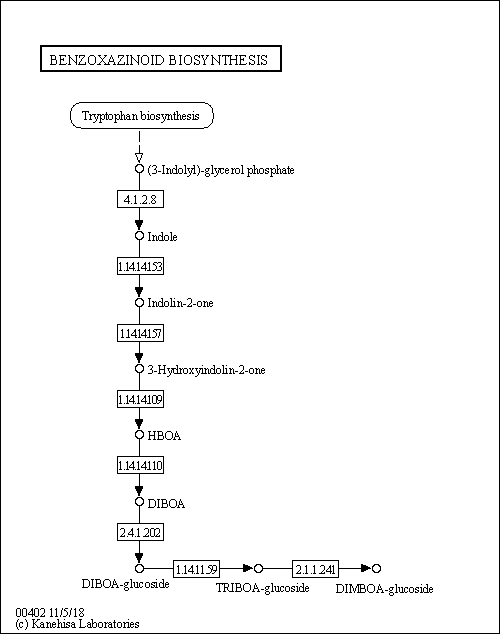 BENZOXAZINOID BIOSYNTHESIS
Tryptophan biosynthesis
(3-Indolyl)-glycerol phosphate
4.1.2.8
Indole
1.14.14.153
Indolin-2-one
1.14.14.157
3-Hydroxyindolin-2-one
1.14.14.109
HBOA
1.14.14.110
DIBOA
2.4.1.202
1.14.11.59
2.1.1.241
DIBOA-glucoside
TRIBOA-glucoside
DIMBOA-glucoside
00402 11/5/18
(c) Kanehisa Laboratories